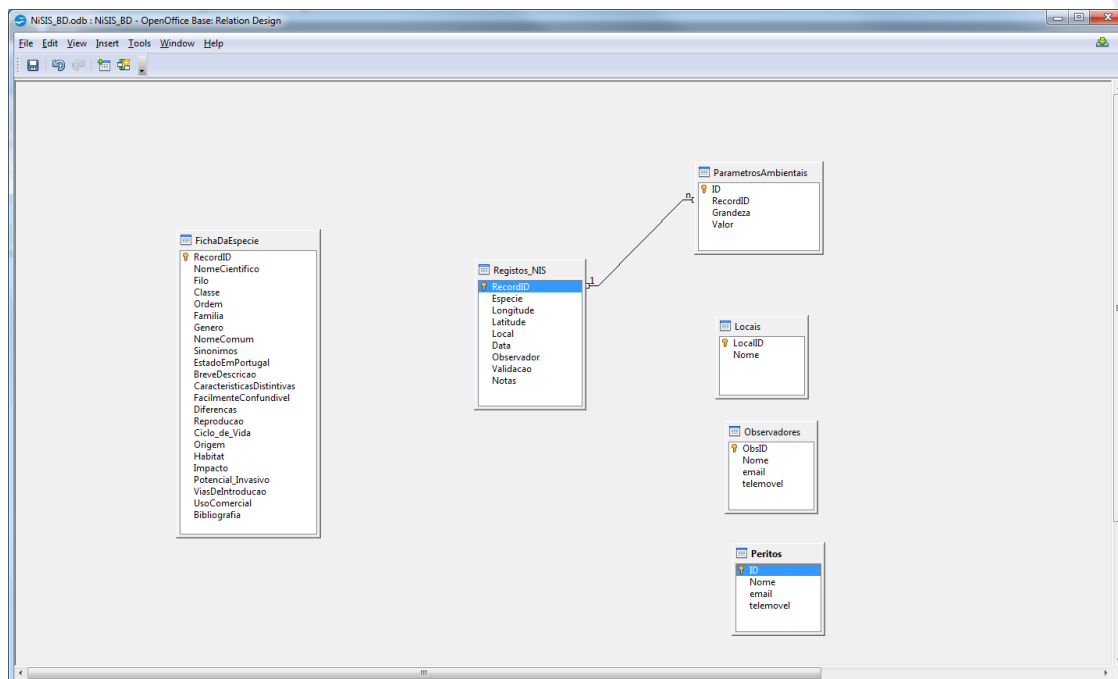 NiSIS_BD.odb : NiSIS_BD - OpenOffice Base: Relation Design
File Edit View Insert Tools Window Help
FichaDaEspecie
RecordID
NomeCientifico
Filo
Classe
Ordem
Familia
Genero
NomeComum
Sinonimos
EstadoEmPortugal
BreveDescricao
CaracteristicasDistintivas
FacilmenteConfundivel
Diferencas
Reproducao
Ciclo_de_Vida
Origem
Habitat
Impacto
Potencial_Invasivo
ViasDeIntroducao
UsoComercial
Bibliografia
Registos_NIS
RecordID
Especie
Longitude
Latitude
Local
Data
Observador
Validacao
Notas
1
n
ParametrosAmbientais
ID
RecordID
Grandeza
Valor
Locais
LocalID
Nome
Observadores
ObsID
Nome
email
telemovel
Peritos
ID
Nome
email
telemovel